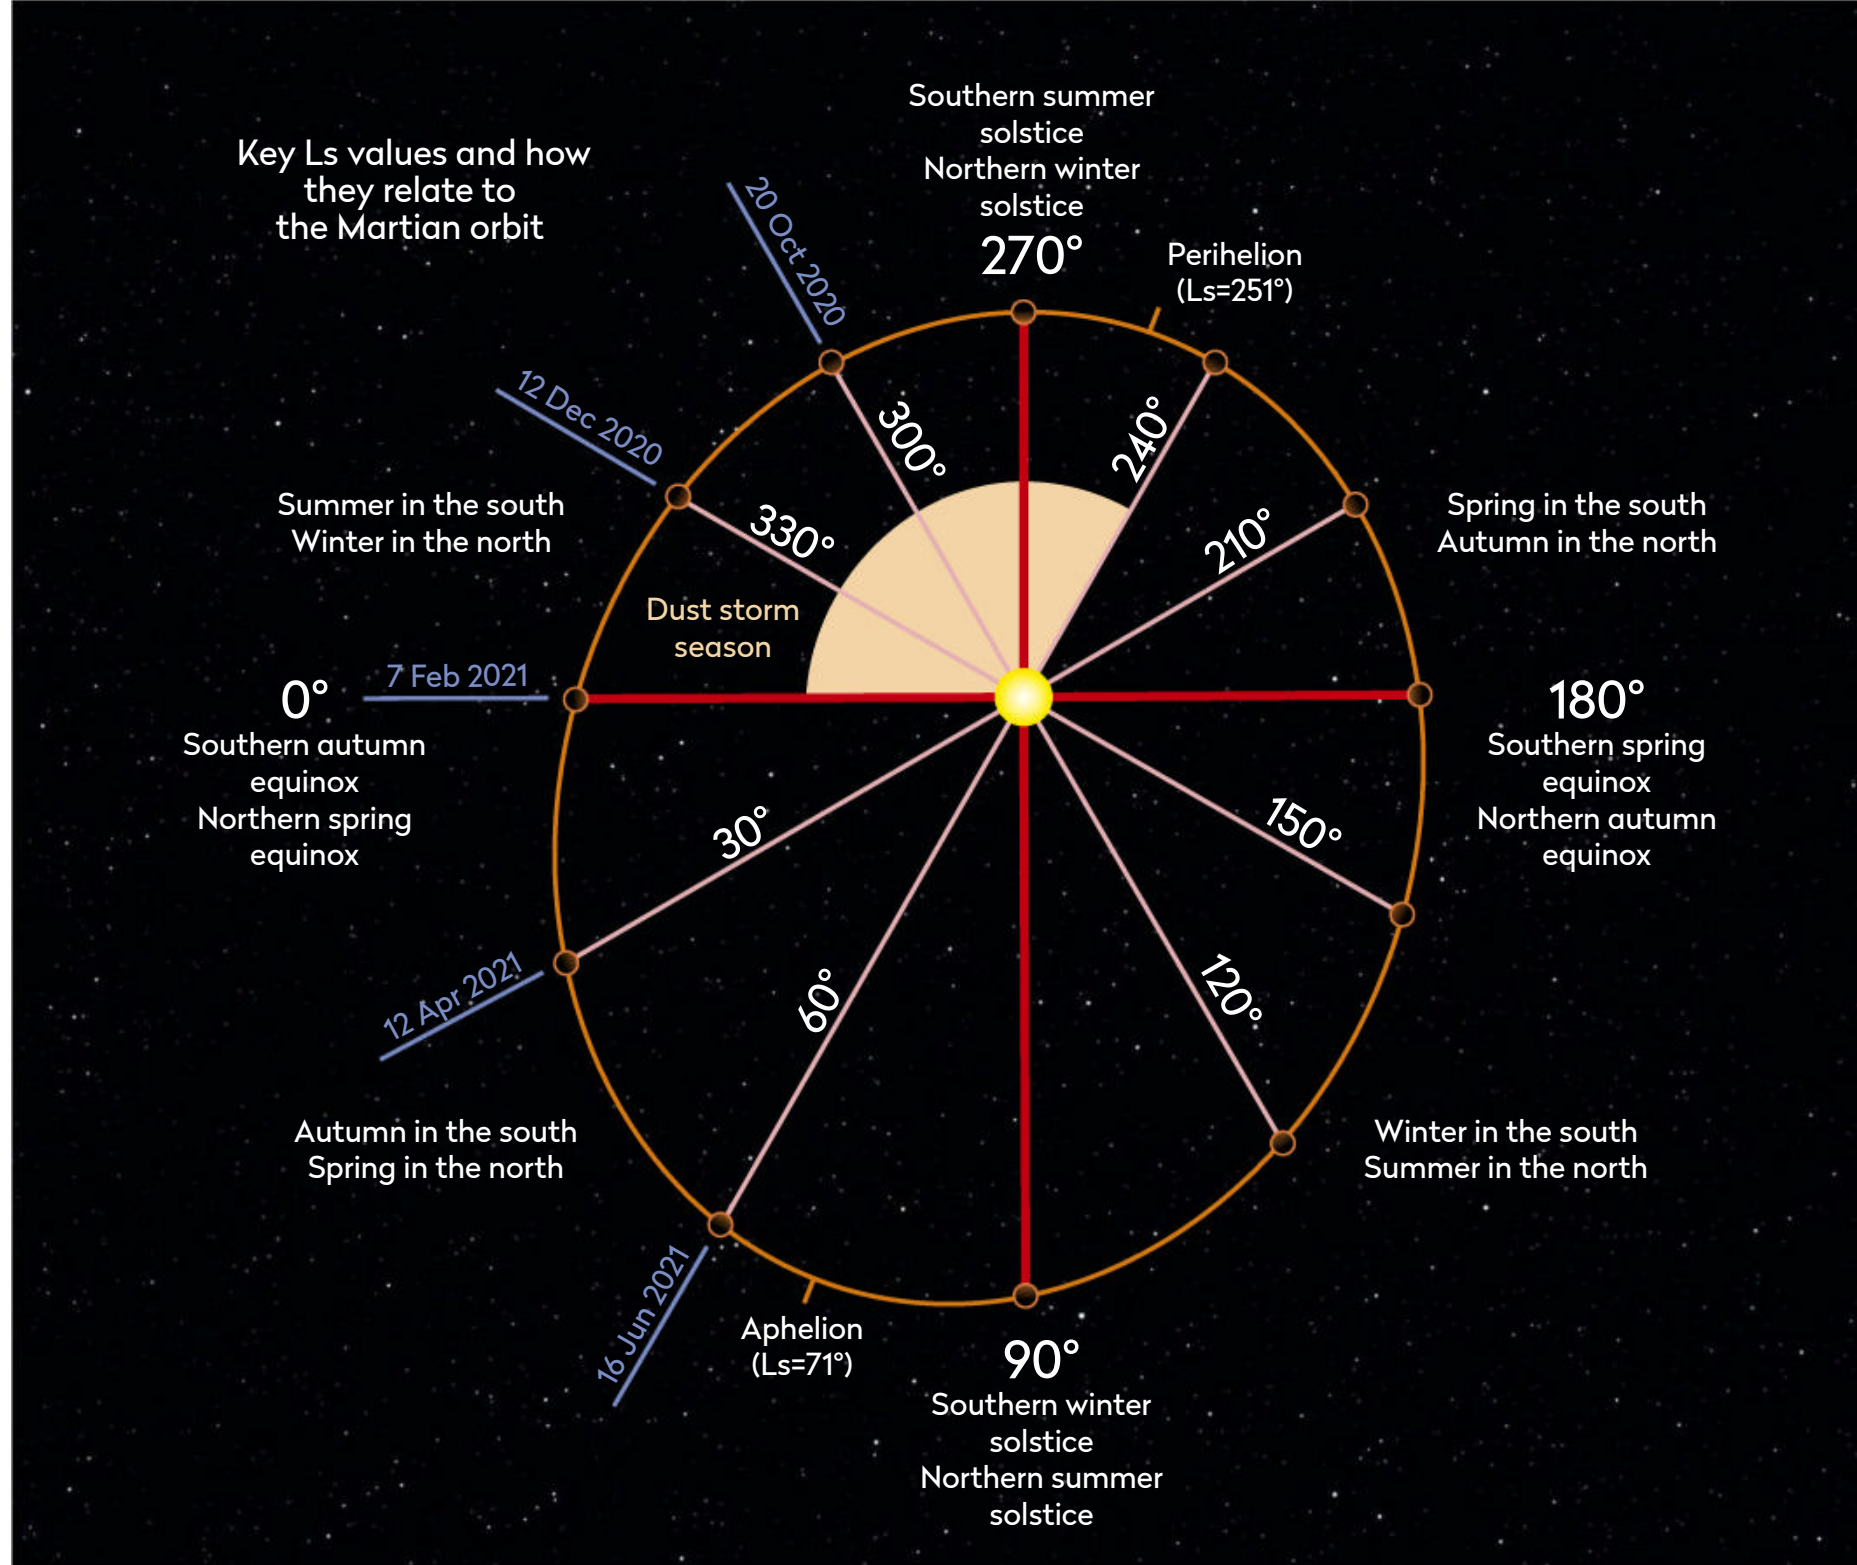 Key Ls values and how
they relate to
the Martian orbit
Southern summer
solstice
Northern winter
solstice
270°
Perihelion
(Ls=251°)
20 Oct 2020
12 Dec 2020
300°
240°
330°
210°
Summer in the south
Winter in the north
Spring in the south
Autumn in the north
Dust storm
season
7 Feb 2021
0°
Southern autumn
equinox
Northern spring
equinox
180°
Southern spring
equinox
Northern autumn
equinox
30°
150°
60°
120°
12 Apr 2021
Autumn in the south
Spring in the north
Winter in the south
Summer in the north
16 Jun 2021
Aphelion
(Ls=71°)
90°
Southern winter
solstice
Northern summer
solstice